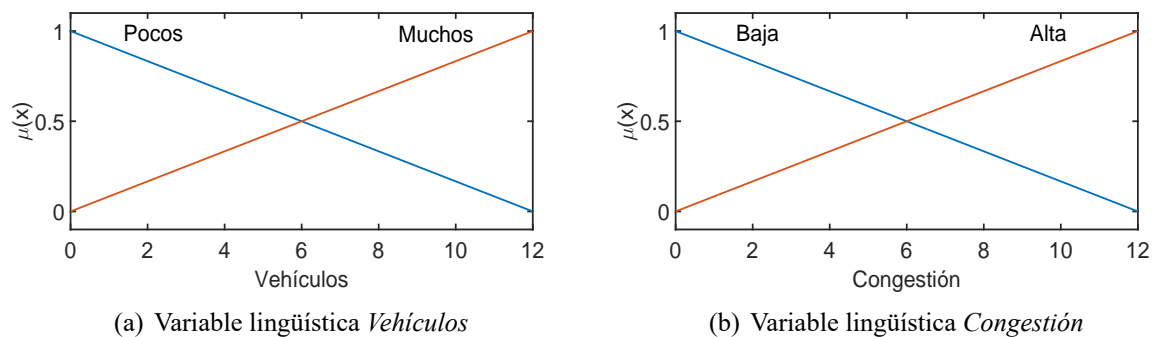 1
0.5
0
μ(x)
Pocos
Muchos
0 2 4 6 8 10 12
Vehículos
(a) Variable lingüística Vehículos
1
0.5
0
μ(x)
Baja
Alta
0 2 4 6 8 10 12
Congestión
(b) Variable lingüística Congestión